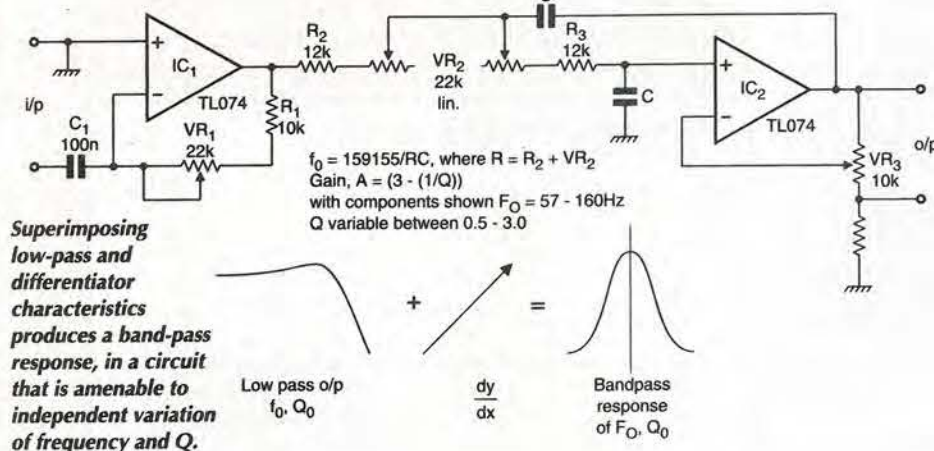 R2
12k
R3
12k
+
IC1
−
TL074
i/p
C1
100n
VR1
22k
R1
10k
VR2
22k
lin.
C
+
IC2
−
TL074
o/p
VR3
10k
f0 = 159155/RC, where R = R2 + VR2
Gain, A = (3 - (1/Q))
with components shown FO = 57 - 160Hz
Q variable between 0.5 - 3.0
Superimposing
low-pass and
differentiator
characteristics
produces a band-pass
response, in a circuit
that is amenable to
independent variation
of frequency and Q.
+
=
Low pass o/p
f0, Q0
dy
dx
Bandpass
response
of FO, Q0